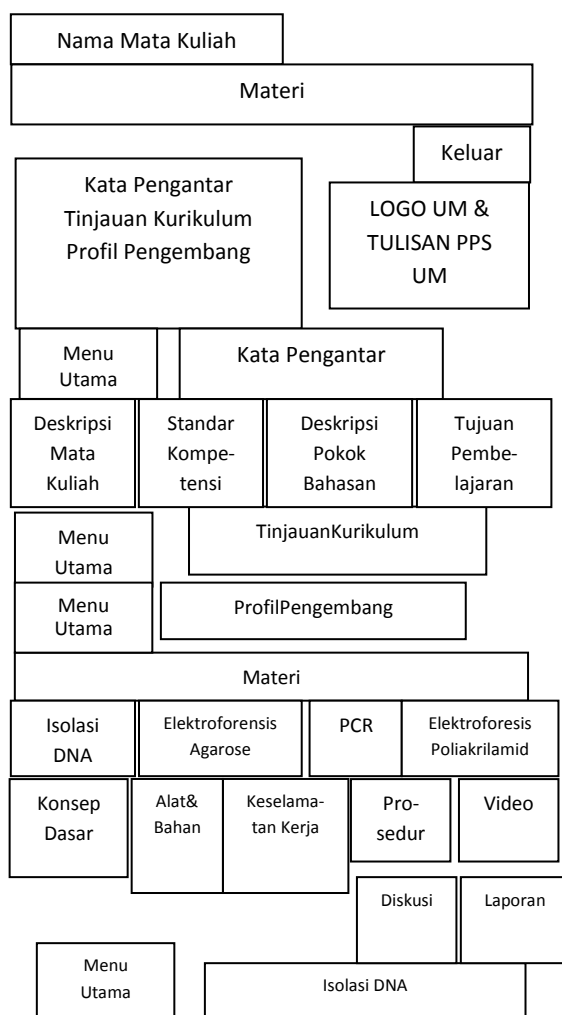 Nama Mata Kuliah
Materi
Keluar
Kata Pengantar
Tinjauan Kurikulum
Profil Pengembang
LOGO UM &
TULISAN PPS
UM
Menu
Utama
Kata Pengantar
Deskripsi
Mata
Kuliah
Standar
Kompe-
tensi
Deskripsi
Pokok
Bahasan
Tujuan
Pembe-
lajaran
Menu
Utama
TinjauanKurikulum
Menu
Utama
ProfilPengembang
Materi
Isolasi
DNA
Elektroforensis
Agarose
PCR
Elektroforesis
Poliakrilamid
Konsep
Dasar
Alat&
Bahan
Keselama-
tan Kerja
Pro-
sedur
Video
Diskusi
Laporan
Menu
Utama
Isolasi DNA